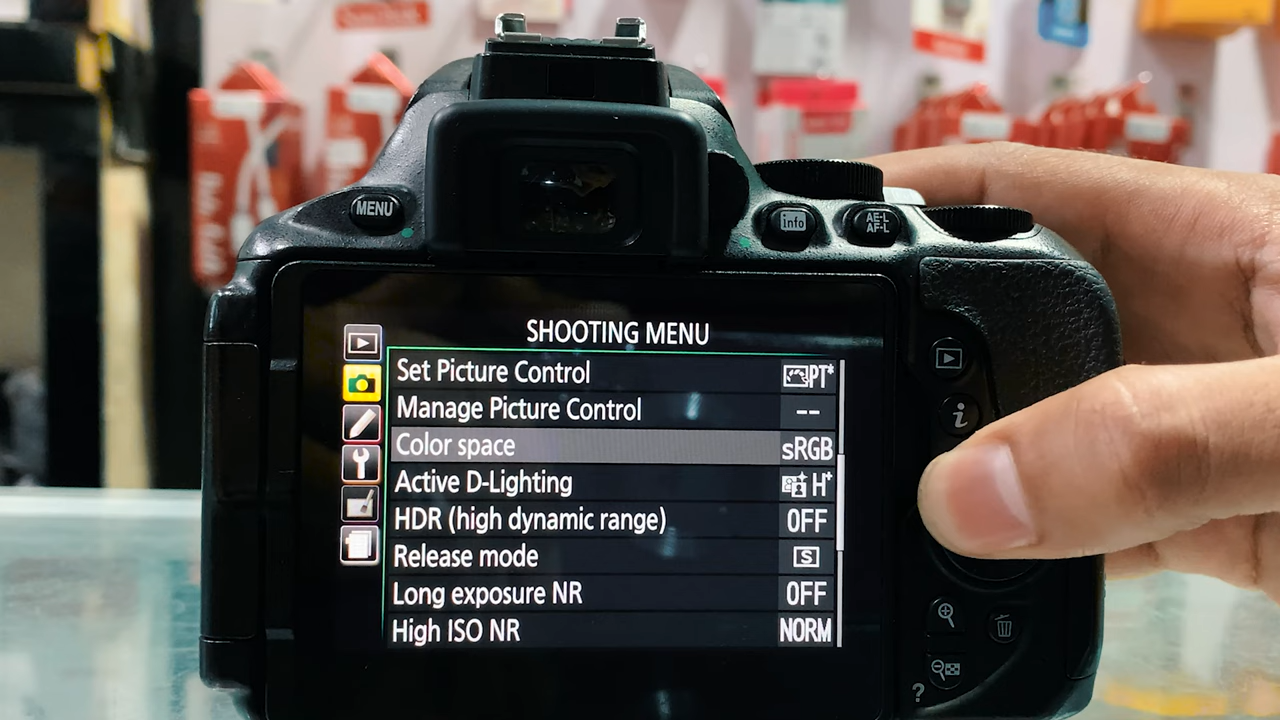 MENU
info
AE-L
AF-L
SHOOTING MENU
Set Picture Control PT*
Manage Picture Control --
Color space sRGB
Active D-Lighting H*
HDR (high dynamic range) OFF
Release mode S
Long exposure NR OFF
High ISO NR NORM
i
?